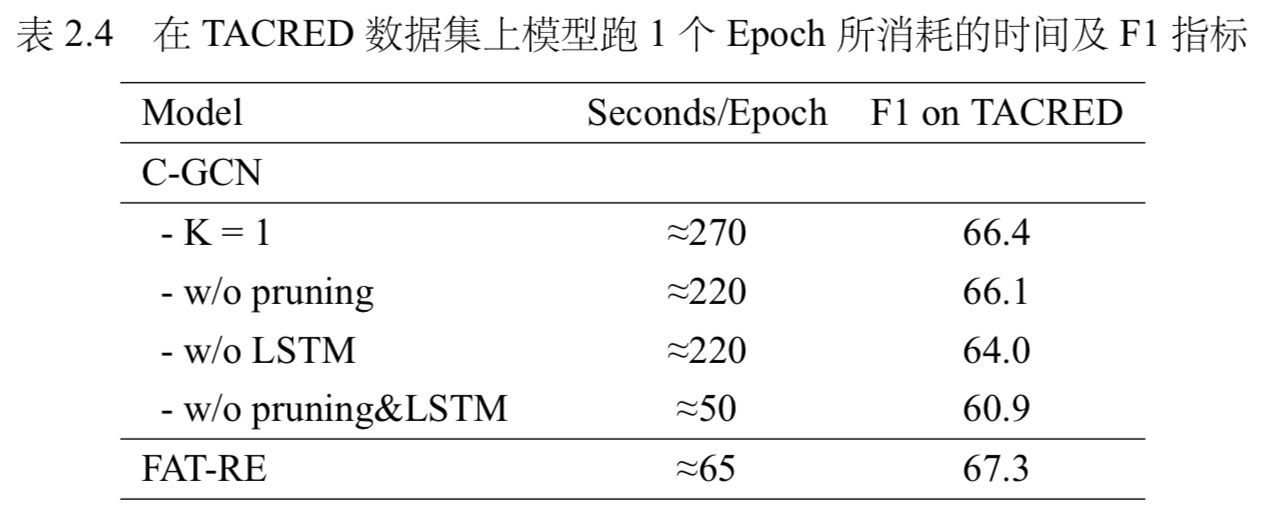 表 2.4 在 TACRED 数据集上模型跑 1 个 Epoch 所消耗的时间及 F1 指标
Model Seconds/Epoch F1 on TACRED
C-GCN
- K = 1 ≈270 66.4
- w/o pruning ≈220 66.1
- w/o LSTM ≈220 64.0
- w/o pruning&LSTM ≈50 60.9
FAT-RE ≈65 67.3